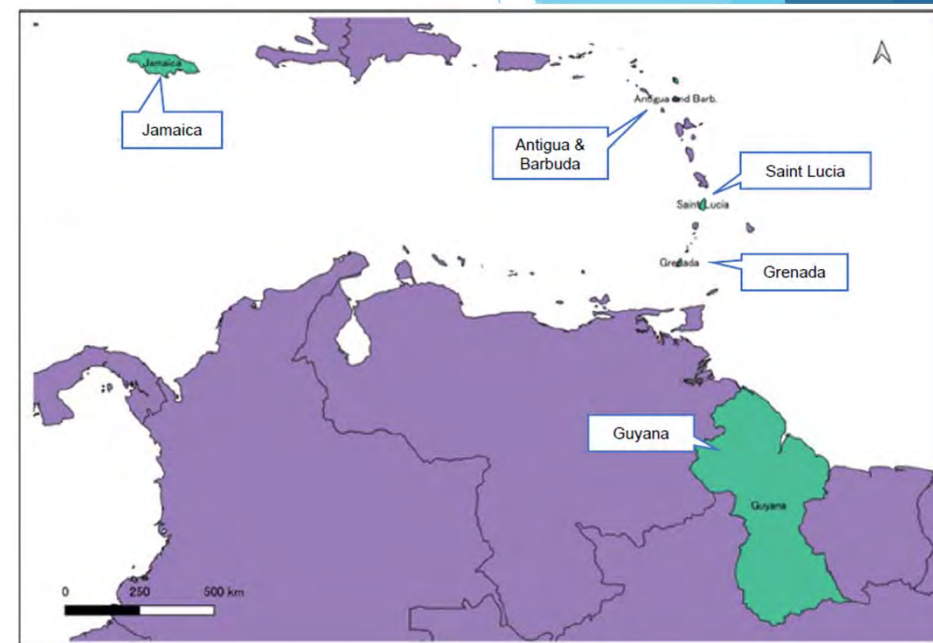 Jamaica
Jamaica
Antigua and Barb.
Antigua &
Barbuda
Saint Lucia
Saint Lucia
Grenada
Grenada
Guyana
Guyana
0 250 500 km